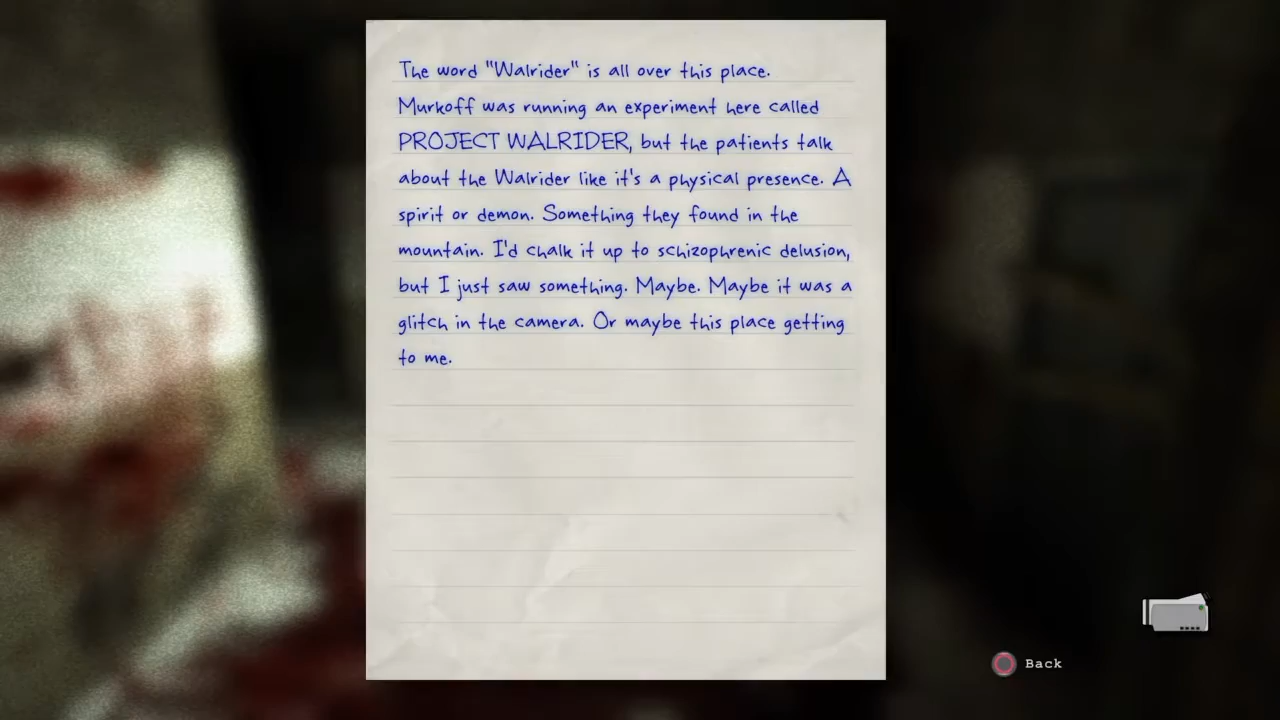 The word "Walrider" is all over this place.
Murkoff was running an experiment here called
PROJECT WALRIDER, but the patients talk
about the Walrider like it's a physical presence. A
spirit or demon. Something they found in the
mountain. I'd chalk it up to schizophrenic delusion,
but I just saw something. Maybe. Maybe it was a
glitch in the camera. Or maybe this place getting
to me.
Back